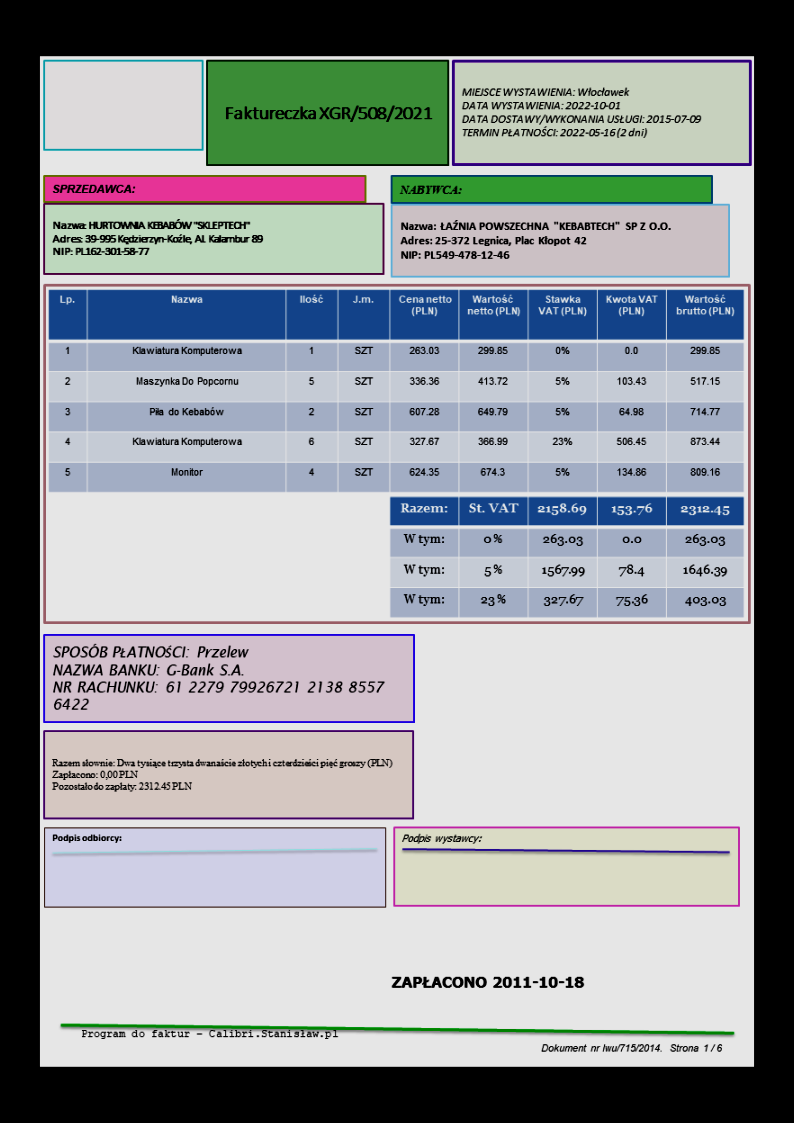 Faktureczka XGR/508/2021
MIEJSCE WYSTAWIENIA: Włocławek
DATA WYSTAWIENIA: 2022-10-01
DATA DOSTAWY/WYKONANIA USŁUGI: 2015-07-09
TERMIN PŁATNOŚCI: 2022-05-16 (2 dni)
SPRZEDAWCA:
Nazwa: HURTOWNIA KEBABÓW "SKLEPTECH"
Adres: 39-995 Kędzierzyn-Koźle, Al. Kalambur 89
NIP: PL162-301-58-77
NABYWCA:
Nazwa: ŁAŹNIA POWSZECHNA "KEBABTECH" SP Z O.O.
Adres: 25-372 Legnica, Plac Kłopot 42
NIP: PL549-478-12-46
Lp. Nazwa Ilość J.m. Cena netto (PLN) Wartość netto (PLN) Stawka VAT (PLN) Kwota VAT (PLN) Wartość brutto (PLN)
1 Klawiatura Komputerowa 1 SZT 263.03 299.85 0% 0.0 299.85
2 Maszynka Do Popcornu 5 SZT 336.36 413.72 5% 103.43 517.15
3 Piła do Kebabów 2 SZT 607.28 649.79 5% 64.98 714.77
4 Klawiatura Komputerowa 6 SZT 327.67 366.99 23% 506.45 873.44
5 Monitor 4 SZT 624.35 674.3 5% 134.86 809.16
Razem: St. VAT 2158.69 153.76 2312.45
W tym: 0% 263.03 0.0 263.03
W tym: 5% 1567.99 78.4 1646.39
W tym: 23% 327.67 75.36 403.03
SPOSÓB PŁATNOŚCI: Przelew
NAZWA BANKU: G-Bank S.A.
NR RACHUNKU: 61 2279 79926721 2138 8557
6422
Razem słownie: Dwa tysiące trzysta dwanaście złotych i czterdzieści pięć groszy (PLN)
Zapłacono: 0,00 PLN
Pozostało do zapłaty: 2312.45 PLN
Podpis odbiorcy:
Podpis wystawcy:
ZAPŁACONO 2011-10-18
Program do faktur – Calibri.Stanisław.pl
Dokument nr lwu/715/2014. Strona 1 / 6